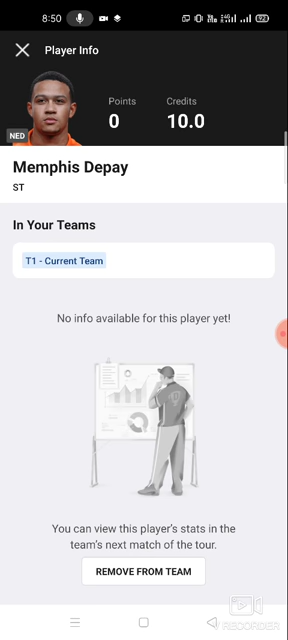 8:50
92
Player Info
Points
Credits
0
10.0
NED
Memphis Depay
ST
In Your Teams
T1 - Current Team
No info available for this player yet!
You can view this player's stats in the
team's next match of the tour.
REMOVE FROM TEAM
RECORDER